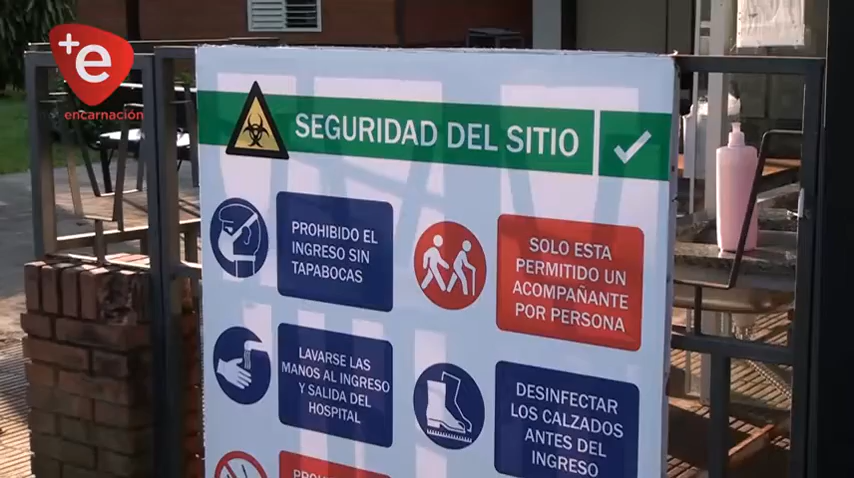 +e
encarnación
SEGURIDAD DEL SITIO
PROHIBIDO EL
INGRESO SIN
TAPABOCAS
SOLO ESTA
PERMITIDO UN
ACOMPAÑANTE
POR PERSONA
LAVARSE LAS
MANOS AL INGRESO
Y SALIDA DEL
HOSPITAL
DESINFECTAR
LOS CALZADOS
ANTES DEL
INGRESO